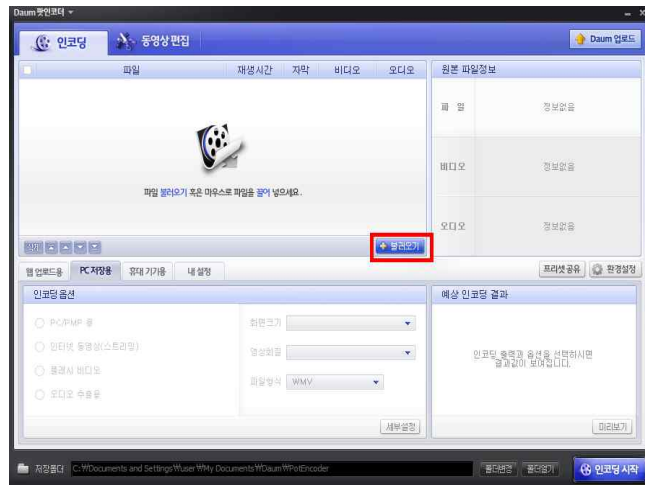 Daum팟인코더
인코딩 동영상편집 Daum 업로드
파일 재생시간 자막 비디오 오디오 원본 파일정보
파 일 정보없음
파일 불러오기 혹은 마우스로 파일을 끌어 넣으세요.
비디오 정보없음
오디오 정보없음
삭제 불러오기
웹 업로드용 PC 저장용 휴대 기기용 내 설정 프리셋 공유 환경설정
인코딩 옵션 예상 인코딩 결과
PC/PMP 용 화면크기
인터넷 동영상(스트리밍) 영상화질
플래시 비디오
인코딩 출력과 옵션을 선택하시면
결과값이 보여집니다.
파일형식 WMV
오디오 추출용
세부설정 미리보기
저장폴더 C:₩Documents and Settings₩user₩My Documents₩Daum₩PotEncoder 폴더변경 폴더열기 인코딩 시작